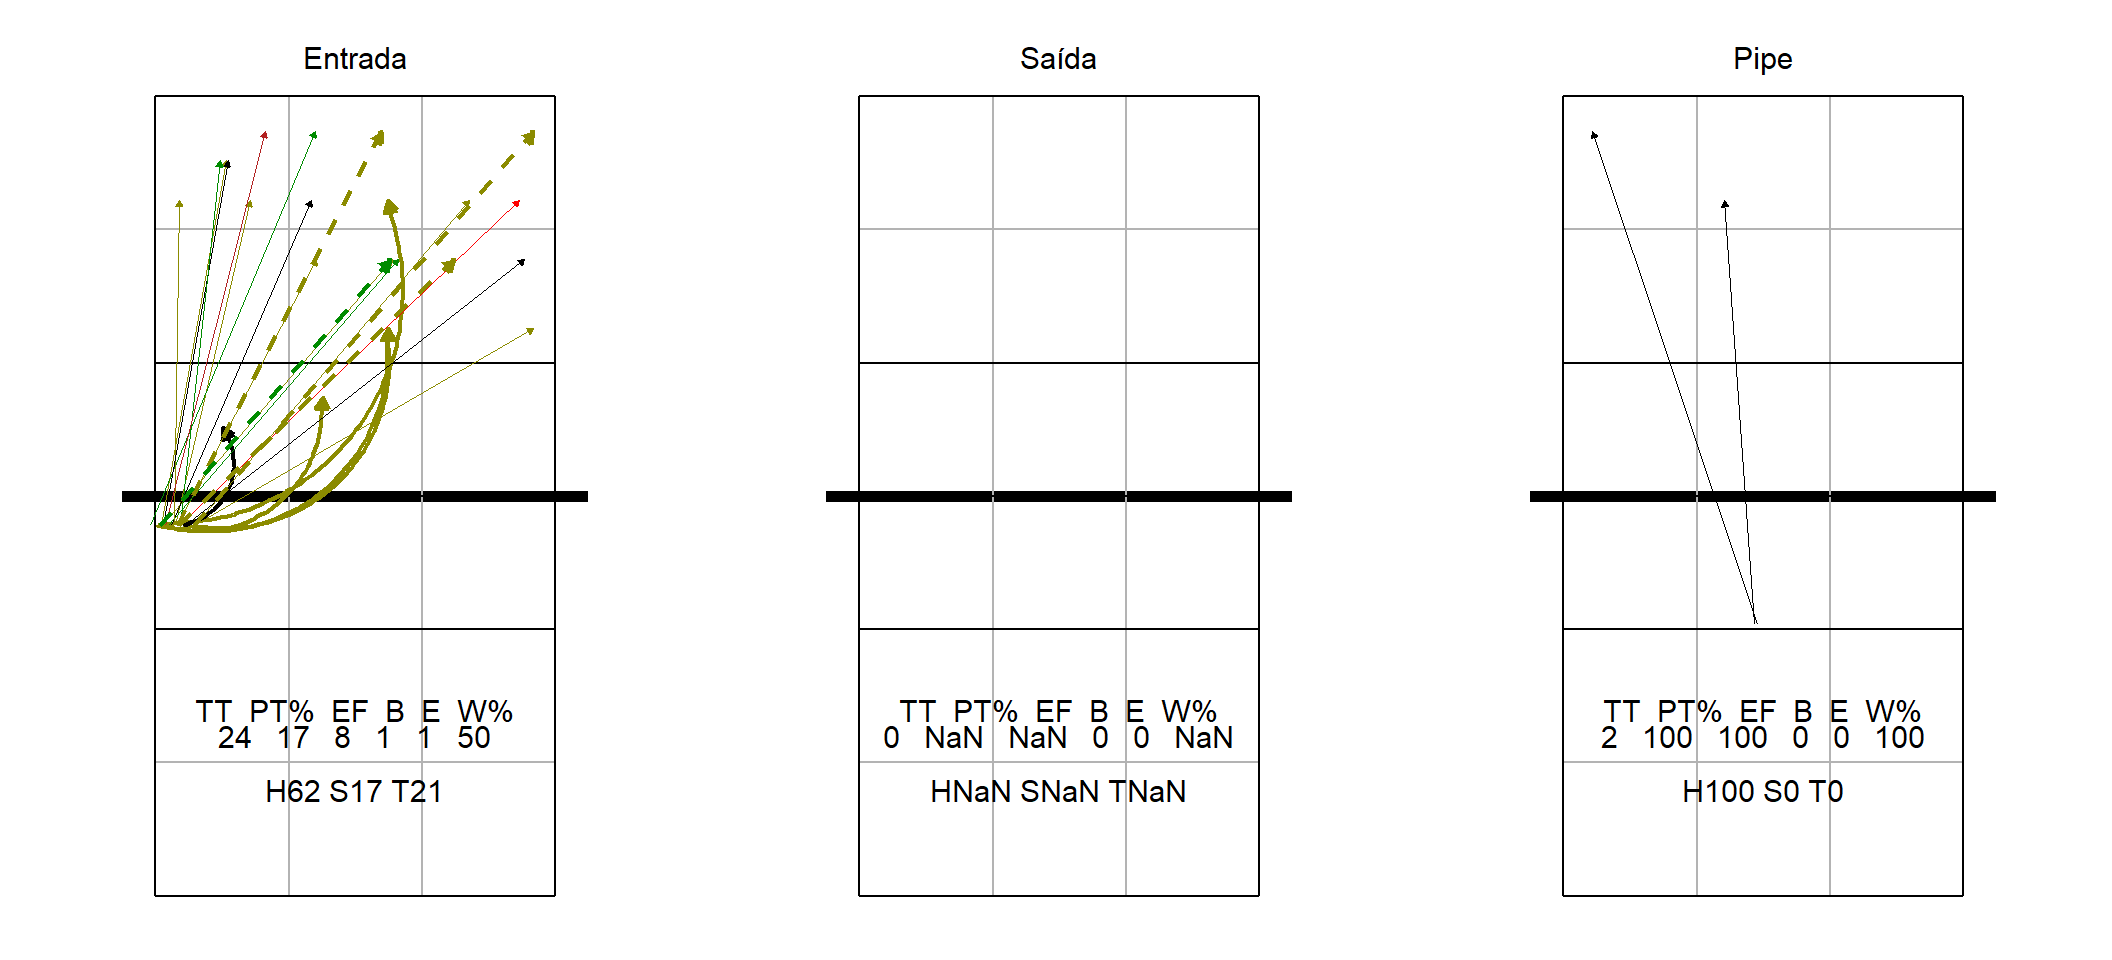 Entrada
TT PT% EF B E W%
24 17 8 1 1 50
H62 S17 T21
Saída
TT PT% EF B E W%
0 NaN NaN 0 0 NaN
HNaN SNaN TNaN
Pipe
TT PT% EF B E W%
2 100 100 0 0 100
H100 S0 T0